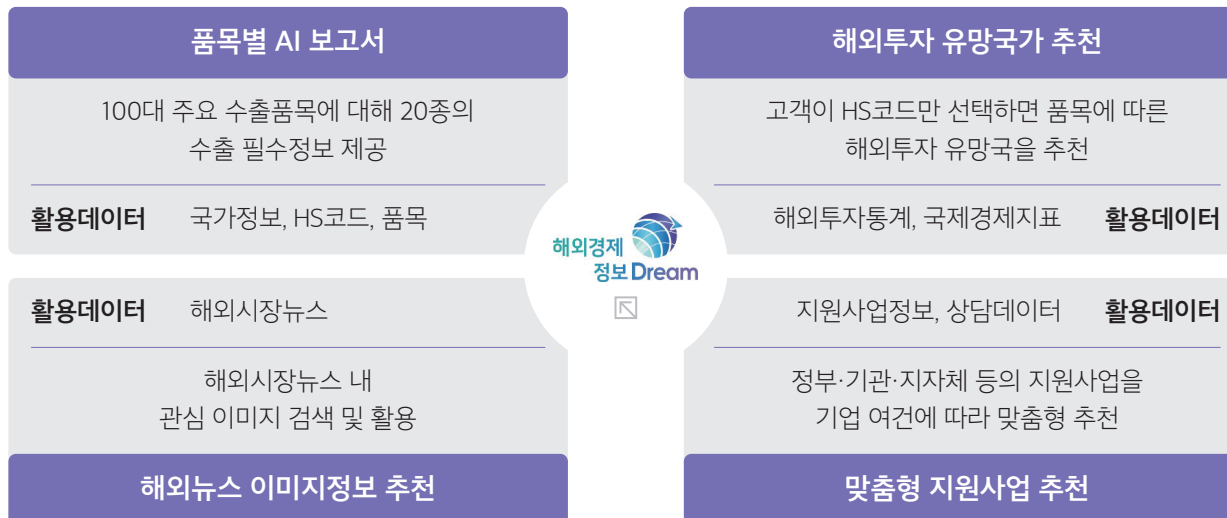 품목별 AI 보고서
100대 주요 수출품목에 대해 20종의
수출 필수정보 제공
활용데이터 국가정보, HS코드, 품목
해외투자 유망국가 추천
고객이 HS코드만 선택하면 품목에 따른
해외투자 유망국을 추천
해외투자통계, 국제경제지표 활용데이터
해외경제
정보 Dream
활용데이터 해외시장뉴스
해외시장뉴스 내
관심 이미지 검색 및 활용
해외뉴스 이미지정보 추천
지원사업정보, 상담데이터 활용데이터
정부·기관·지자체 등의 지원사업을
기업 여건에 따라 맞춤형 추천
맞춤형 지원사업 추천